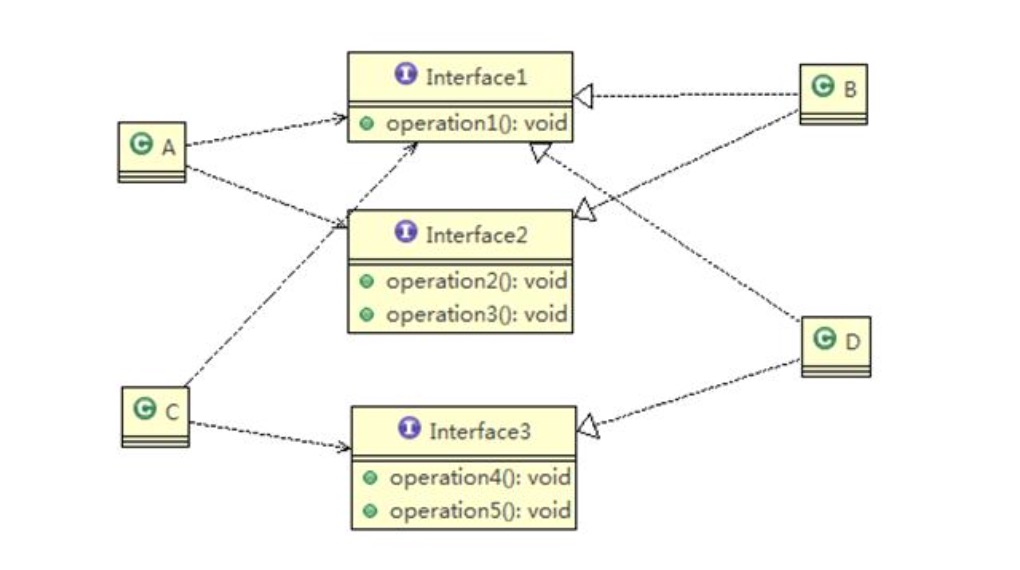 I Interface1
operation1(): void
C B
C A
I Interface2
operation2(): void
operation3(): void
C D
C C
I Interface3
operation4(): void
operation5(): void